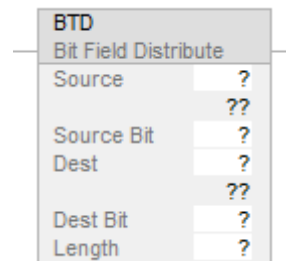 BTD
Bit Field Distribute
Source ?
??
Source Bit ?
Dest ?
??
Dest Bit ?
Length ?